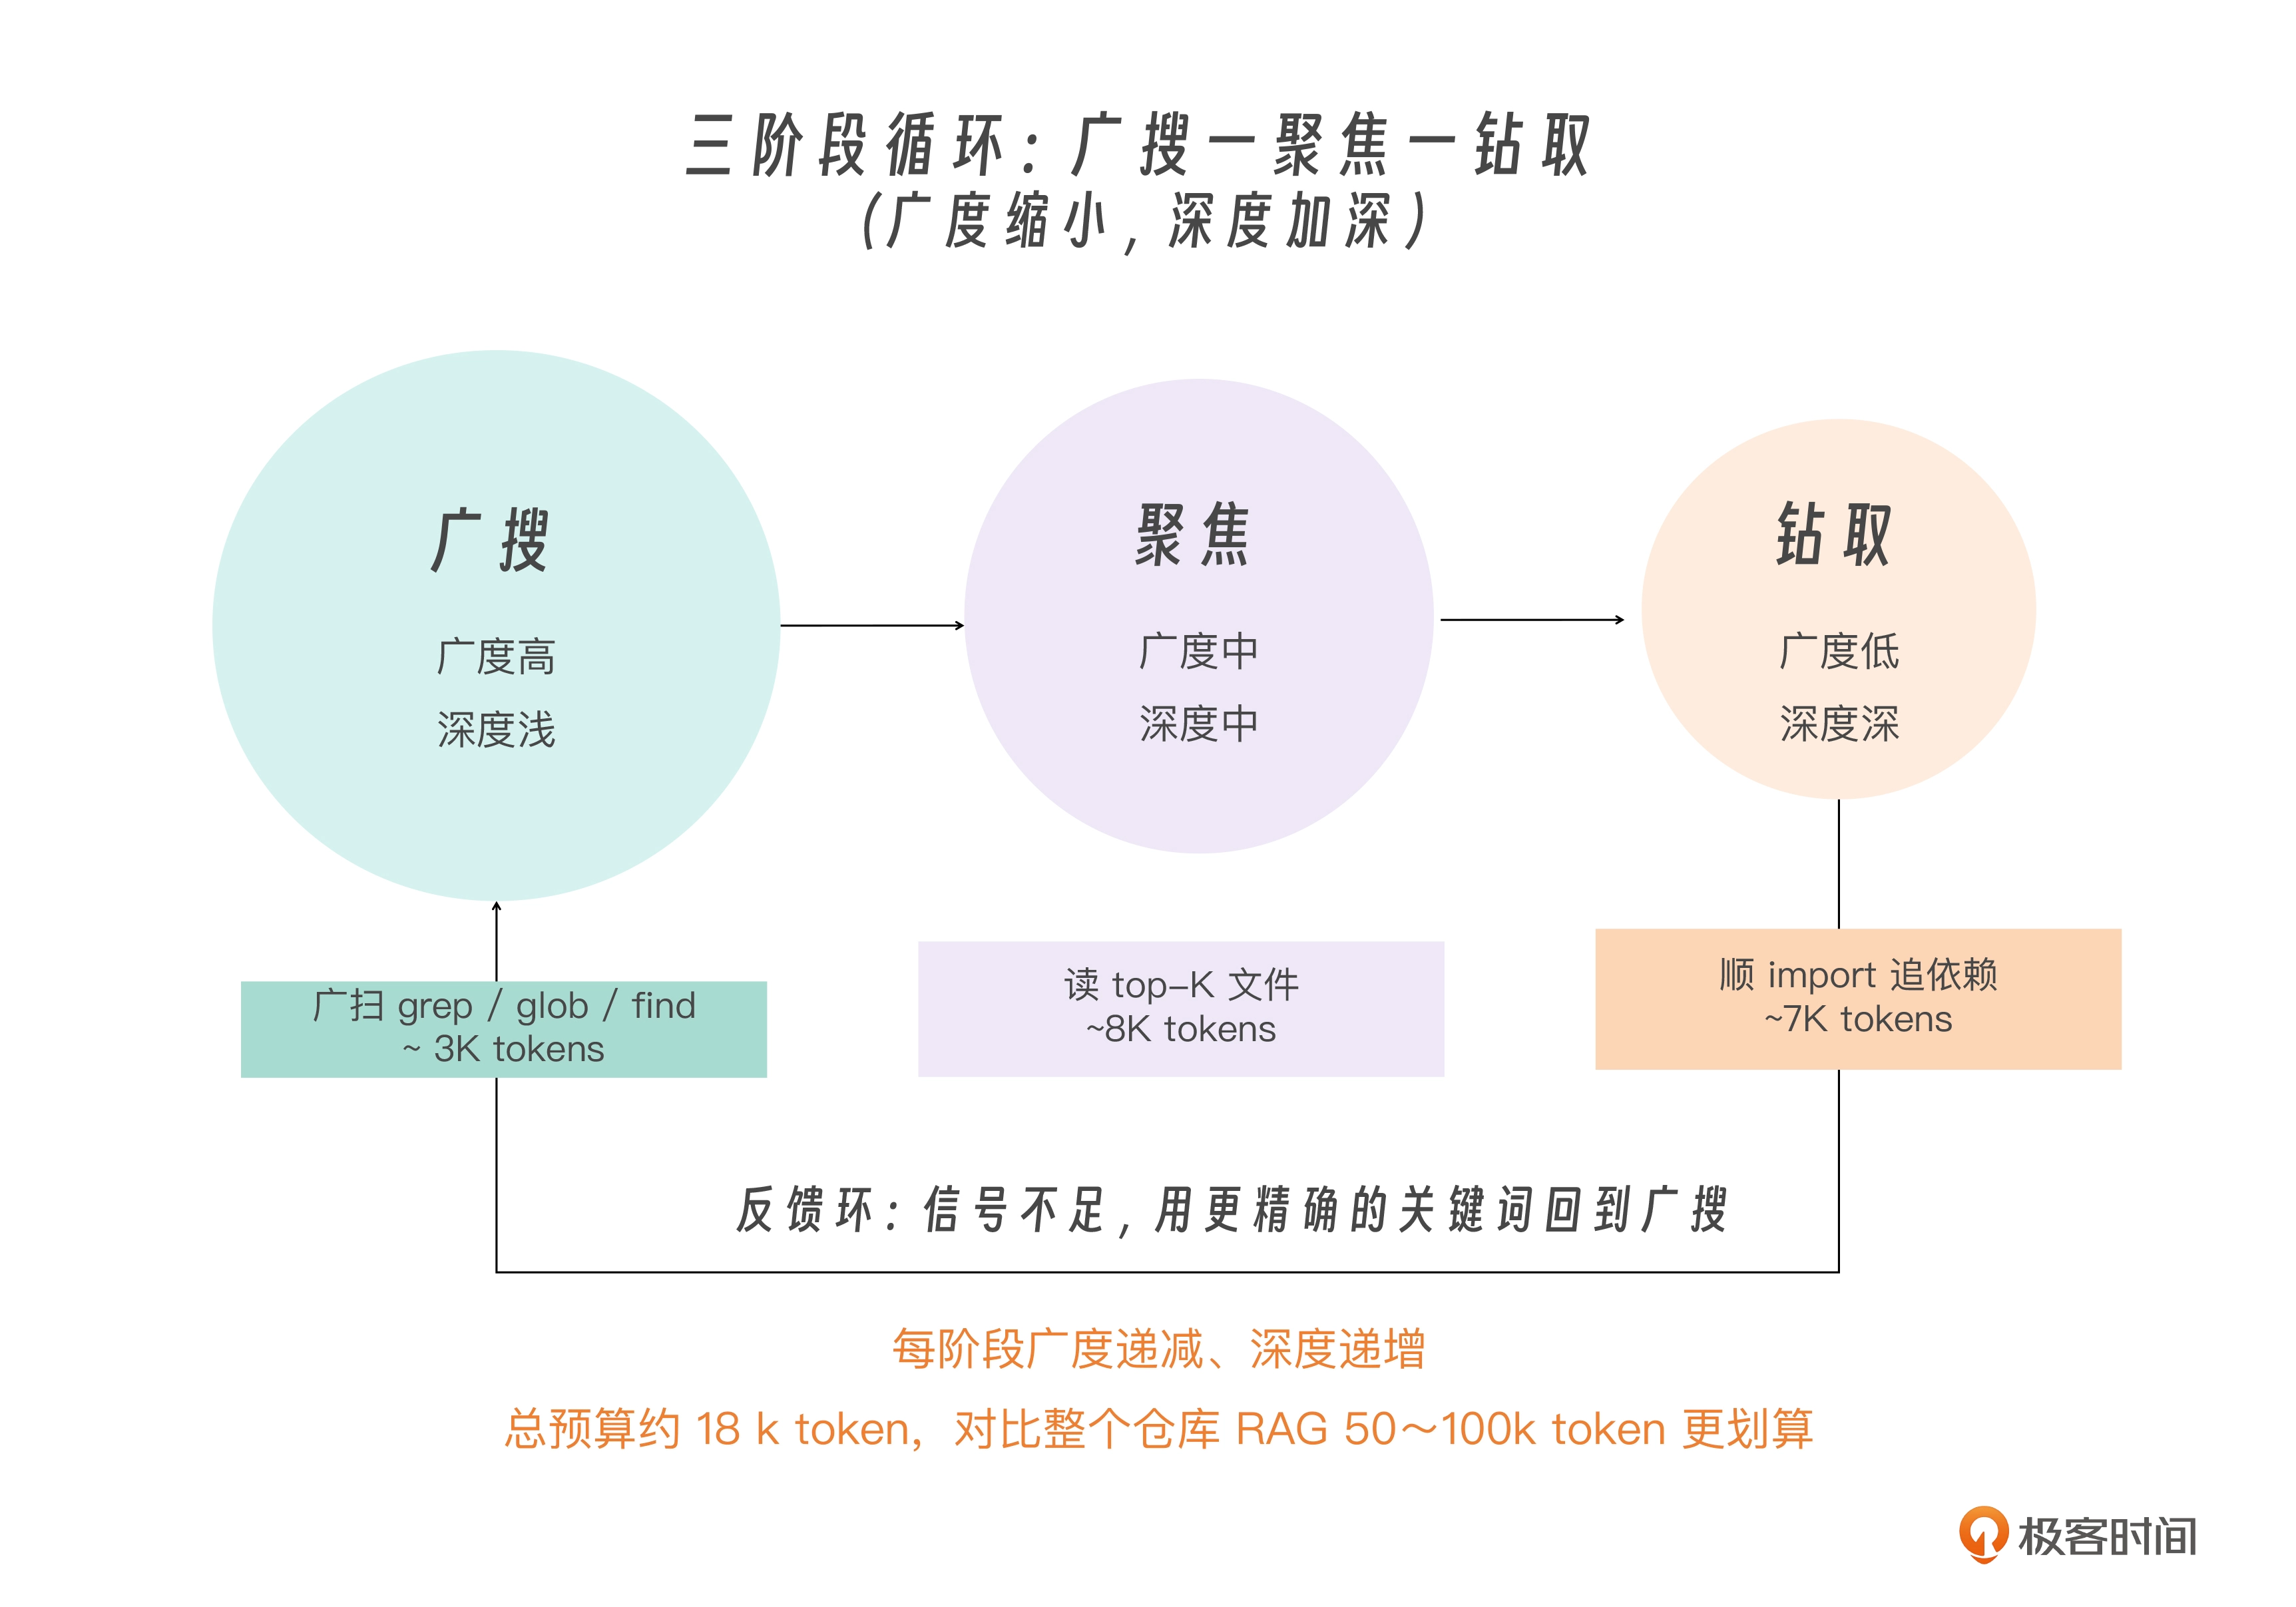 三阶段循环:广搜一聚焦一钻取
(广度缩小,深度加深)
广搜
广度高
深度浅
聚焦
广度中
深度中
钻取
广度低
深度深
广扫 grep / glob / find
~ 3K tokens
读 top-K 文件
~8K tokens
顺 import 追依赖
~7K tokens
反馈环:信号不足,用更精确的关键词回到广搜
每阶段广度递减、深度递增
总预算约 18 k token，对比整个仓库 RAG 50～100k token 更划算
极客时间